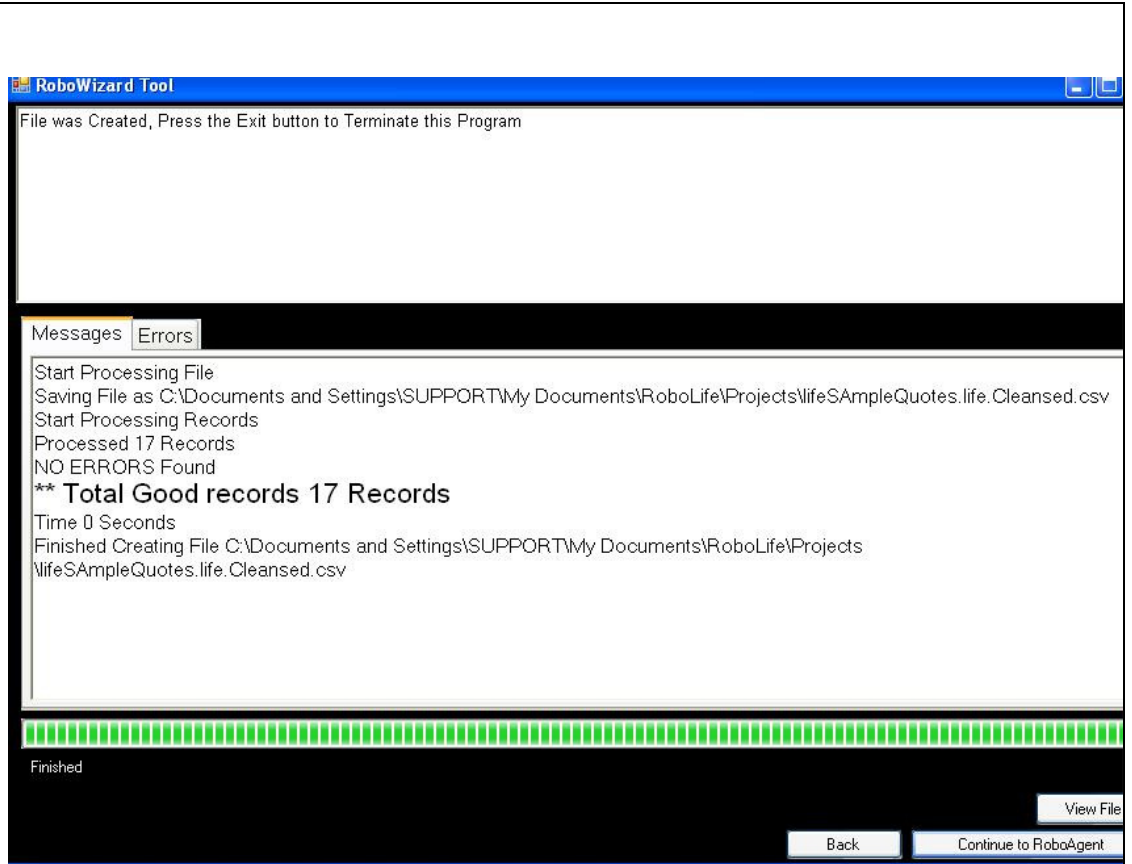 RoboWizard Tool
File was Created, Press the Exit button to Terminate this Program
Messages Errors
Start Processing File
Saving File as C:\Documents and Settings\SUPPORT\My Documents\RoboLife\Projects\lifeSAmpleQuotes.life.Cleansed.csv
Start Processing Records
Processed 17 Records
NO ERRORS Found
** Total Good records 17 Records
Time 0 Seconds
Finished Creating File C:\Documents and Settings\SUPPORT\My Documents\RoboLife\Projects
\lifeSAmpleQuotes.life.Cleansed.csv
Finished
View File
Back Continue to RoboAgent